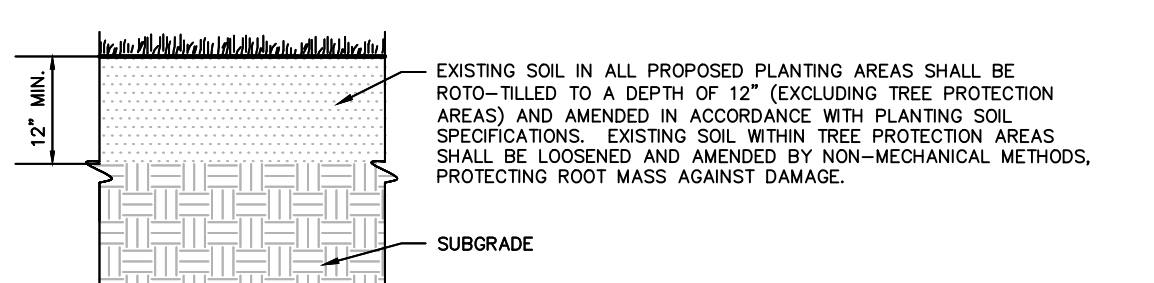 12" MIN.
EXISTING SOIL IN ALL PROPOSED PLANTING AREAS SHALL BE
ROTO-TILLED TO A DEPTH OF 12" (EXCLUDING TREE PROTECTION
AREAS) AND AMENDED IN ACCORDANCE WITH PLANTING SOIL
SPECIFICATIONS. EXISTING SOIL WITHIN TREE PROTECTION AREAS
SHALL BE LOOSENED AND AMENDED BY NON-MECHANICAL METHODS,
PROTECTING ROOT MASS AGAINST DAMAGE.
SUBGRADE